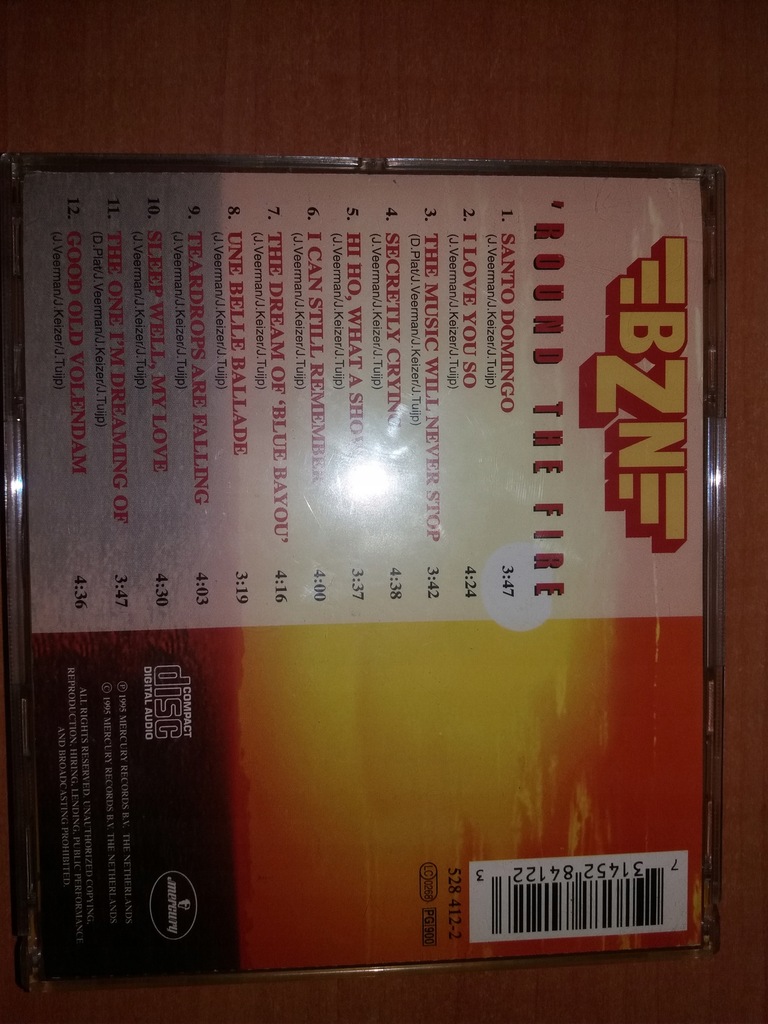 BZN
'ROUND THE FIRE
1. SANTO DOMINGO 3:47
(J.Veerman/J.Keizer/J.Tuijp)
2. I LOVE YOU SO 4:24
(J.Veerman/J.Keizer/J.Tuijp)
3. THE MUSIC WILL NEVER STOP 3:42
(D.Plat/J.Veerman/J.Keizer/J.Tuijp)
4. SECRETLY CRYING 4:38
(J.Veerman/J.Keizer/J.Tuijp)
5. HI HO, WHAT A SHOW 3:37
(J.Veerman/J.Keizer/J.Tuijp)
6. I CAN STILL REMEMBER 4:00
(J.Veerman/J.Keizer/J.Tuijp)
7. THE DREAM OF 'BLUE BAYOU' 4:16
(J.Veerman/J.Keizer/J.Tuijp)
8. UNE BELLE BALLADE 3:19
(J.Veerman/J.Keizer/J.Tuijp)
9. TEARDROPS ARE FALLING 4:03
(J.Veerman/J.Keizer/J.Tuijp)
10. SLEEP WELL, MY LOVE 4:30
(J.Veerman/J.Keizer/J.Tuijp)
11. THE ONE I'M DREAMING OF 3:47
(D.Plat/J.Veerman/J.Keizer/J.Tuijp)
12. GOOD OLD VOLENDAM 4:36
(J.Veerman/J.Keizer/J.Tuijp)
7 31452 84122 3
528 412-2
LC 0268 PG 900
COMPACT
disc
DIGITAL AUDIO
℗ 1995 MERCURY RECORDS B.V. THE NETHERLANDS
© 1995 MERCURY RECORDS B.V. THE NETHERLANDS
ALL RIGHTS RESERVED. UNAUTHORIZED COPYING,
REPRODUCTION, HIRING, LENDING, PUBLIC PERFORMANCE
AND BROADCASTING PROHIBITED.
mercury